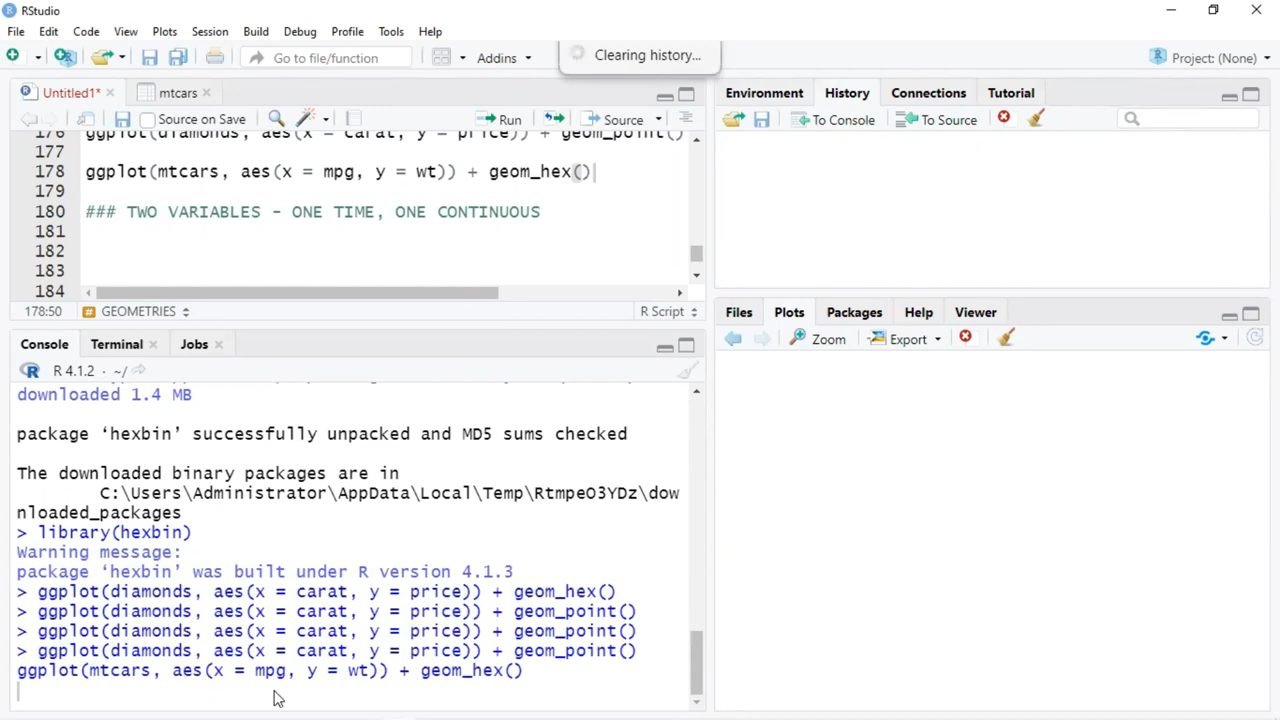 RStudio
File Edit Code View Plots Session Build Debug Profile Tools Help
Go to file/function Addins Clearing history... Project: (None)
Untitled1* mtcars
Source on Save Run Source
176 ggplot(diamonds, aes(x = carat, y = price)) + geom_point()
177
178 ggplot(mtcars, aes(x = mpg, y = wt)) + geom_hex()
179
180 ### TWO VARIABLES - ONE TIME, ONE CONTINUOUS
181
182
183
184
178:50 # GEOMETRIES R Script
Console Terminal Jobs
R R 4.1.2 · ~/
downloaded 1.4 MB
package ‘hexbin’ successfully unpacked and MD5 sums checked
The downloaded binary packages are in
C:\Users\Administrator\AppData\Local\Temp\RtmpeO3YDz\dow
nloaded_packages
> library(hexbin)
Warning message:
package ‘hexbin’ was built under R version 4.1.3
> ggplot(diamonds, aes(x = carat, y = price)) + geom_hex()
> ggplot(diamonds, aes(x = carat, y = price)) + geom_point()
> ggplot(diamonds, aes(x = carat, y = price)) + geom_point()
> ggplot(diamonds, aes(x = carat, y = price)) + geom_point()
ggplot(mtcars, aes(x = mpg, y = wt)) + geom_hex()
Environment History Connections Tutorial
To Console To Source
Files Plots Packages Help Viewer
Zoom Export